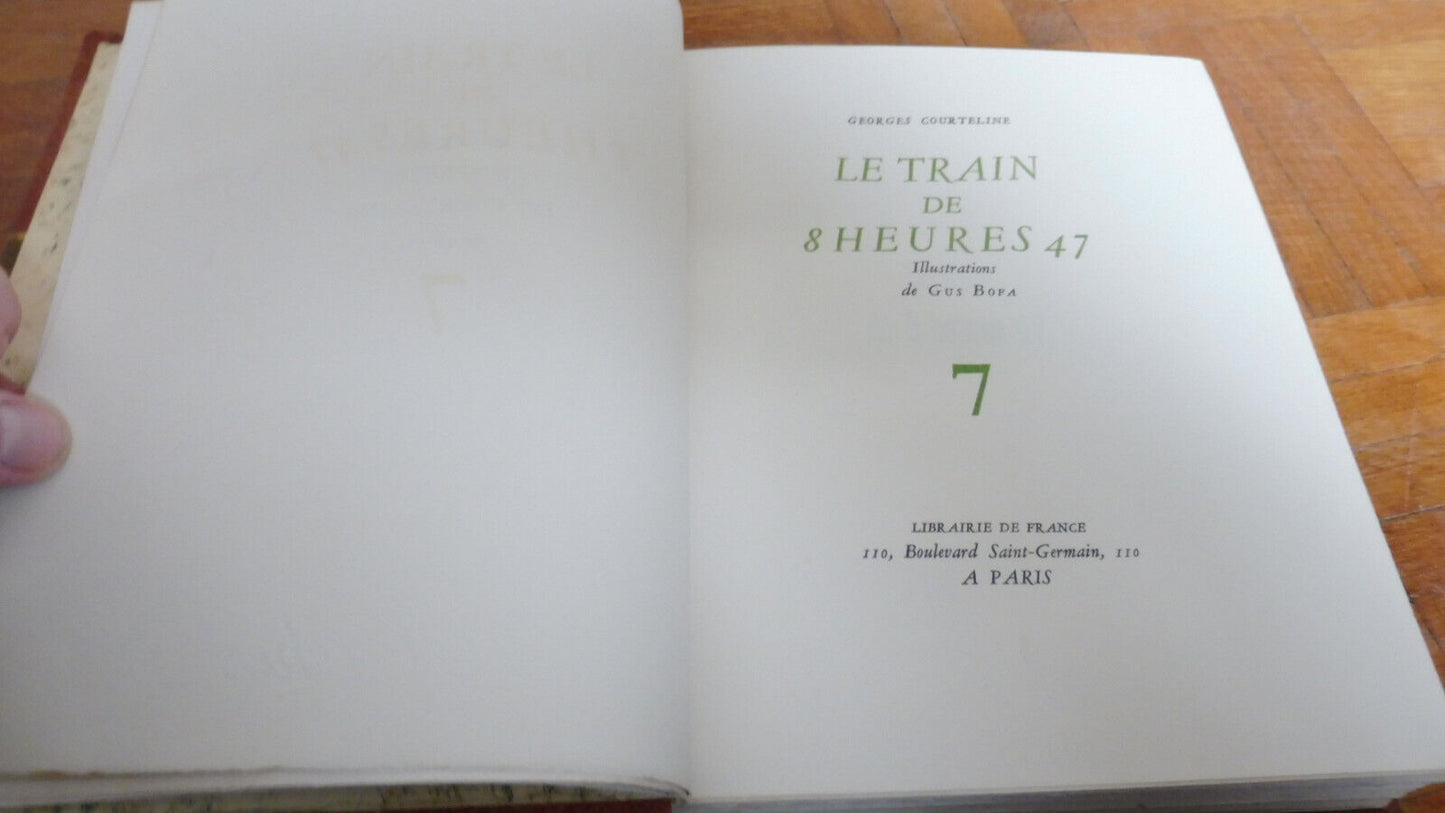 GEORGES COURTELINE
LE TRAIN
DE
8 HEURES 47
Illustrations
de GUS BOFA
7
LIBRAIRIE DE FRANCE
110, Boulevard Saint-Germain, 110
A PARIS